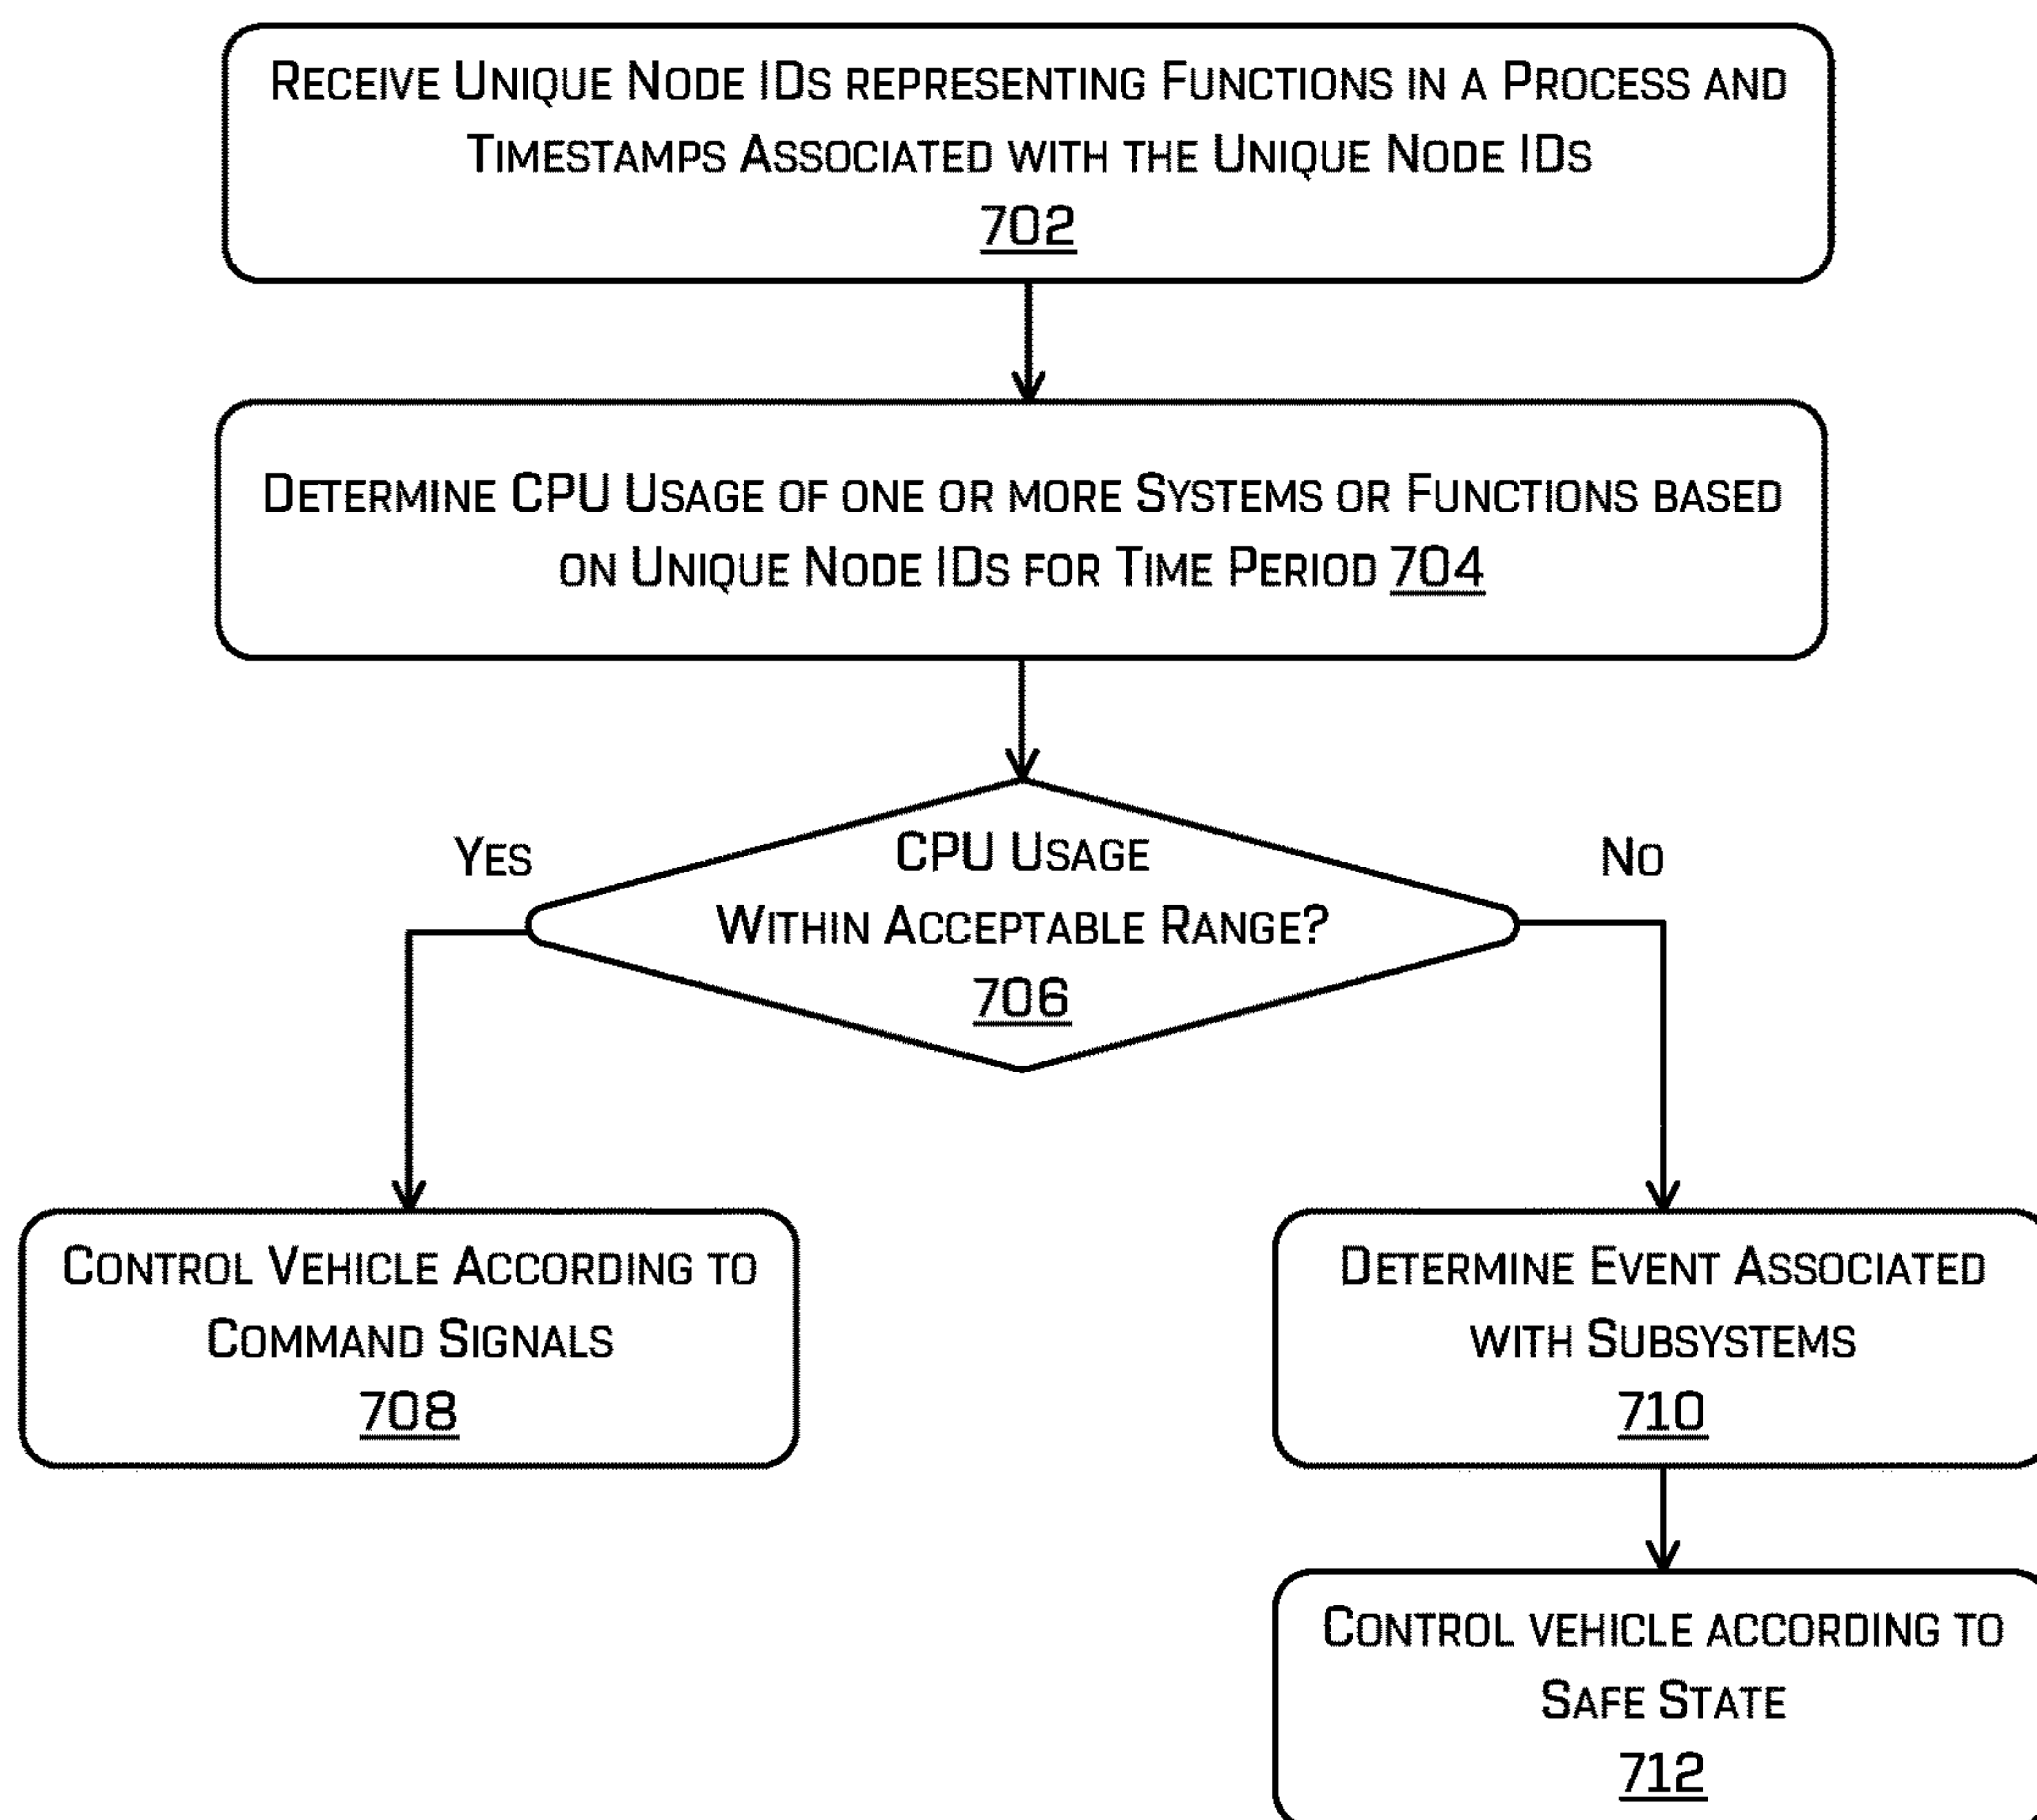 Receive Unique Node IDs representing Functions in a Process and
Timestamps Associated with the Unique Node IDs
702
Determine CPU Usage of one or more Systems or Functions based
on Unique Node IDs for Time Period 704
Yes
CPU Usage
No
Within Acceptable Range?
706
Control Vehicle According to
Command Signals
708
Determine Event Associated
with Subsystems
710
Control vehicle according to
Safe State
712